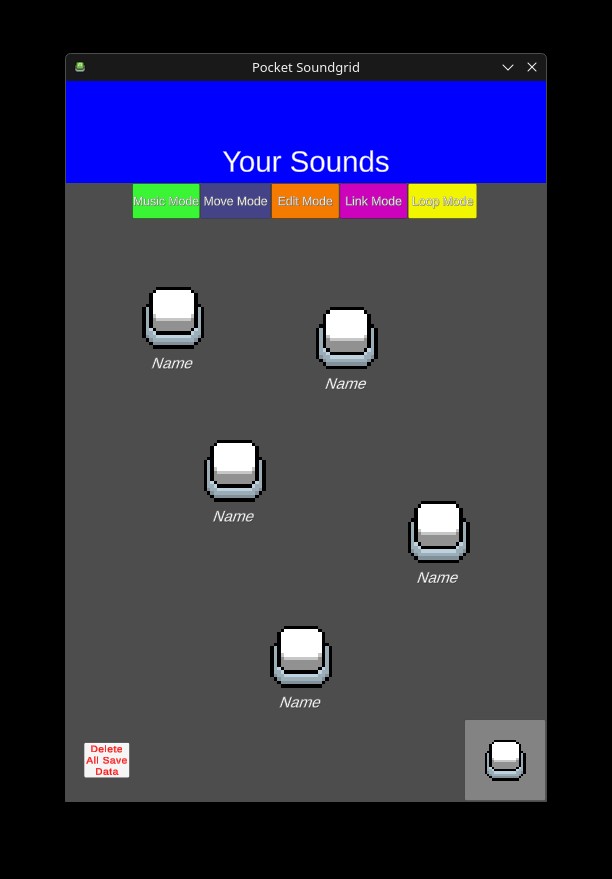 Pocket Soundgrid
Your Sounds
Music Mode Move Mode Edit Mode Link Mode Loop Mode
Name
Name
Name
Name
Name
Delete
All Save
Data